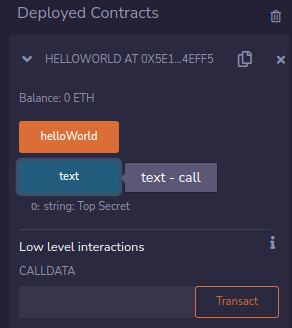 Deployed Contracts
HELLOWORLD AT 0X5E1...4EFF5
Balance: 0 ETH
helloWorld
text
text - call
0: string: Top Secret
Low level interactions
i
CALLDATA
Transact